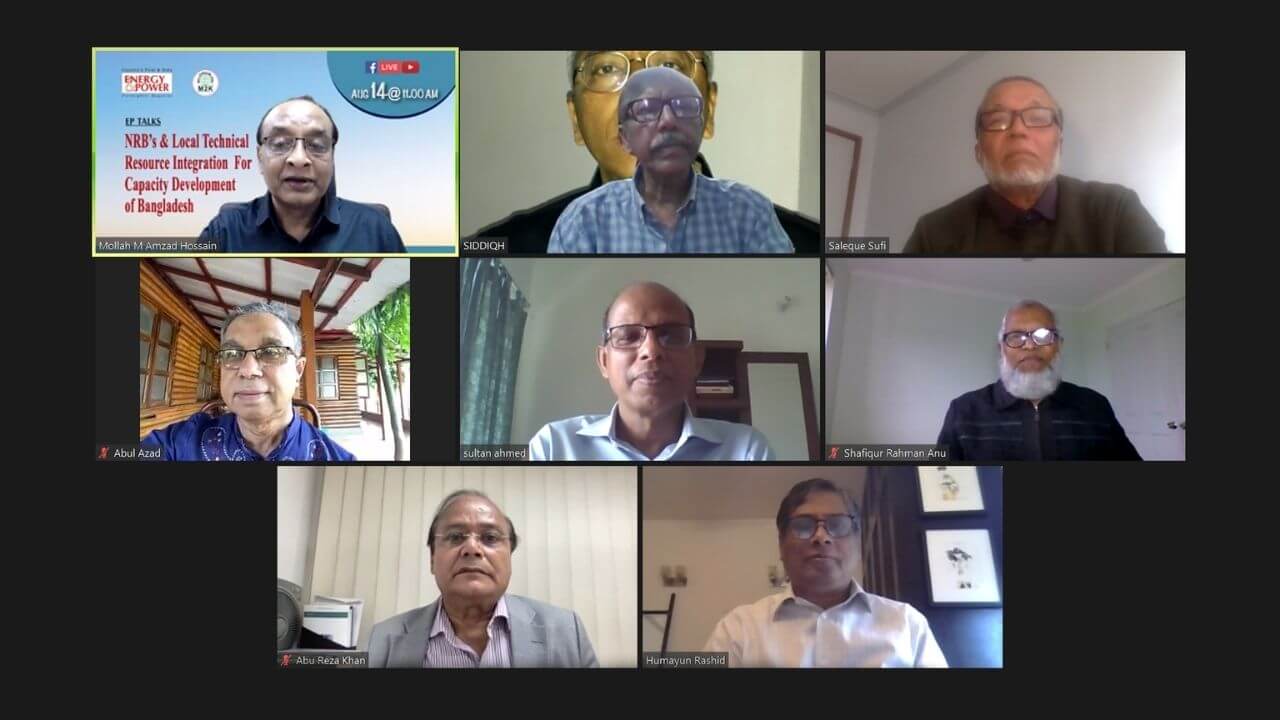 ENERGY
&POWER
M2K
LIVE
AUG 14 @ 11.00 AM
EP TALKS
NRB's & Local Technical
Resource Integration For
Capacity Development
of Bangladesh
Mollah M Amzad Hossain
SIDDIQH
Saleque Sufi
Abul Azad
sultan ahmed
Shafiqur Rahman Anu
Abu Reza Khan
Humayun Rashid